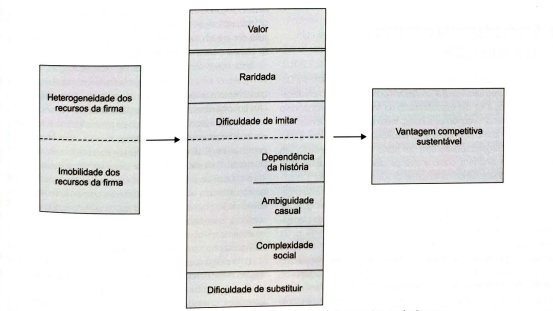 Heterogeneidade dos
recursos da firma
Imobilidade dos
recursos da firma
Valor
Raridada
Dificuldade de imitar
Dependência
da história
Ambiguidade
casual
Complexidade
social
Dificuldade de substituir
Vantagem competitiva
sustentável